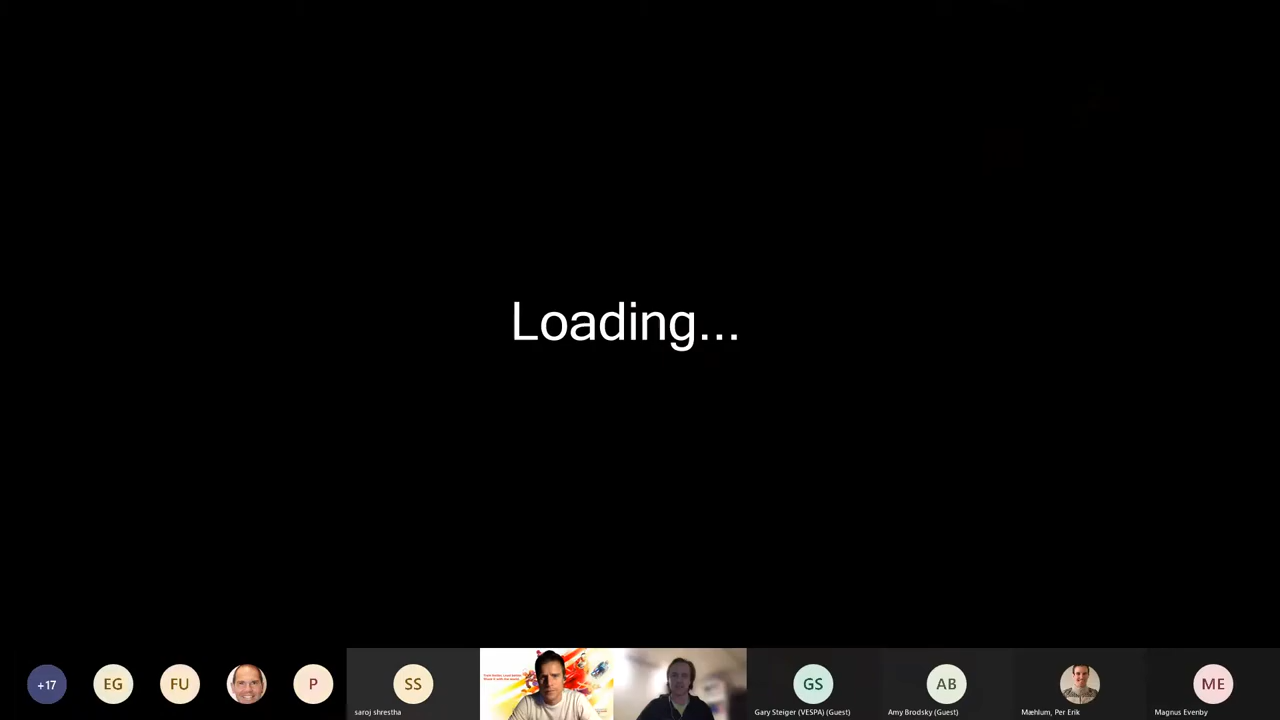 Loading...
+17
EG
FU
P
SS
saroj shrestha
GS
Gary Steiger (VESPA) (Guest)
AB
Amy Brodsky (Guest)
Mæhlum, Per Erik
ME
Magnus Evenby